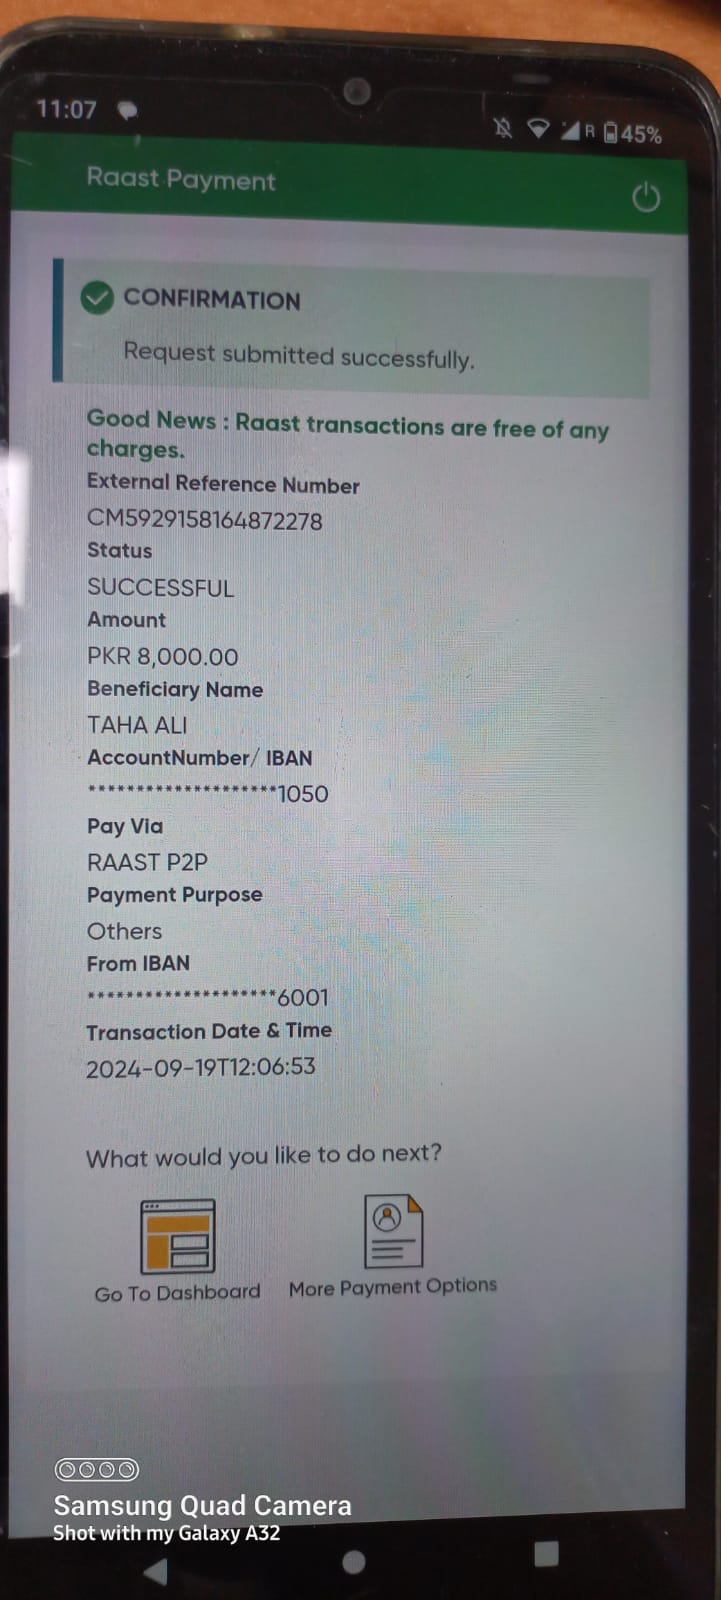 11:07
R 45%
Raast Payment
CONFIRMATION
Request submitted successfully.
Good News : Raast transactions are free of any
charges.
External Reference Number
CM5929158164872278
Status
SUCCESSFUL
Amount
PKR 8,000.00
Beneficiary Name
TAHA ALI
AccountNumber/ IBAN
********************1050
Pay Via
RAAST P2P
Payment Purpose
Others
From IBAN
********************6001
Transaction Date & Time
2024-09-19T12:06:53
What would you like to do next?
Go To Dashboard
More Payment Options
Samsung Quad Camera
Shot with my Galaxy A32